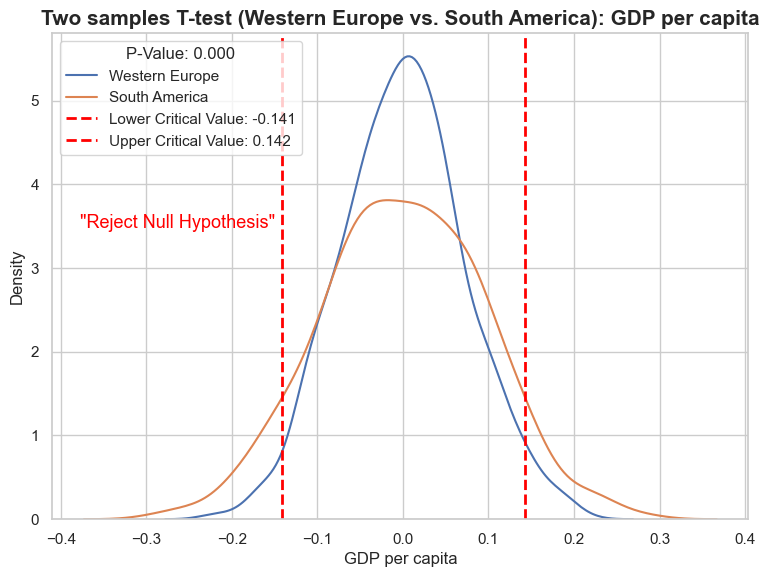 Two samples T-test (Western Europe vs. South America): GDP per capita
P-Value: 0.000
Western Europe
South America
Lower Critical Value: -0.141
Upper Critical Value: 0.142
"Reject Null Hypothesis"
Density
5
4
3
2
1
0
−0.4 −0.3 −0.2 −0.1 0.0 0.1 0.2 0.3 0.4
GDP per capita